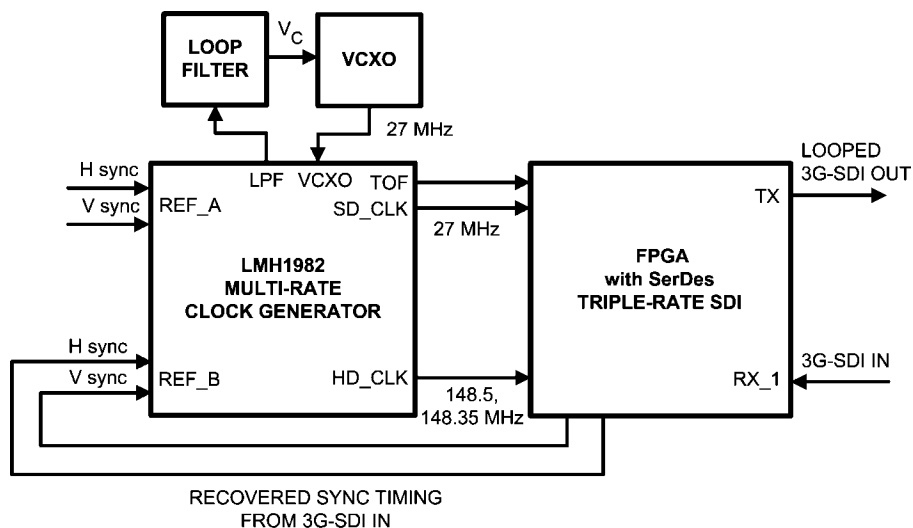 V_C
LOOP
FILTER
VCXO
27 MHz
H sync
V sync
LPF
VCXO
TOF
SD_CLK
REF_A
27 MHz
LMH1982
MULTI-RATE
CLOCK GENERATOR
H sync
V sync
REF_B
HD_CLK
148.5,
148.35 MHz
FPGA
with SerDes
TRIPLE-RATE SDI
LOOPED
3G-SDI OUT
TX
3G-SDI IN
RX_1
RECOVERED SYNC TIMING
FROM 3G-SDI IN